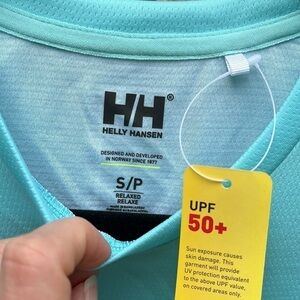 HH®
HELLY HANSEN
DESIGNED AND DEVELOPED
IN NORWAY SINCE 1877
S/P
RELAXED
RELAXE
UPF
50+
Sun exposure causes
skin damage. This
garment will provide
UV protection equivalent
to the above UPF value,
on covered areas only.